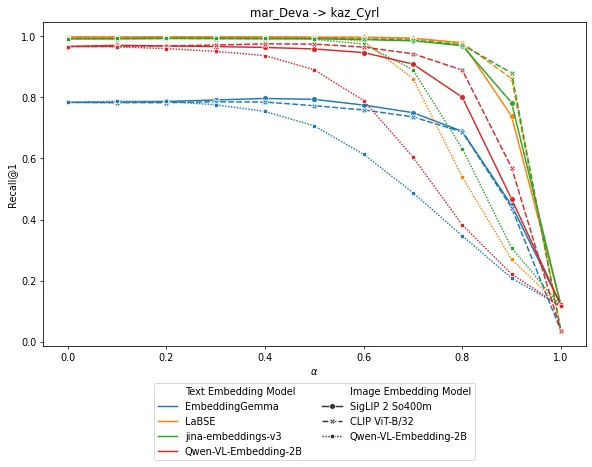 mar_Deva -> kaz_Cyrl
1.0
0.8
0.6
0.4
0.2
0.0
Recall@1
0.0 0.2 0.4 0.6 0.8 1.0
α
Text Embedding Model Image Embedding Model
EmbeddingGemma SigLIP 2 So400m
LaBSE CLIP ViT-B/32
jina-embeddings-v3 Qwen-VL-Embedding-2B
Qwen-VL-Embedding-2B